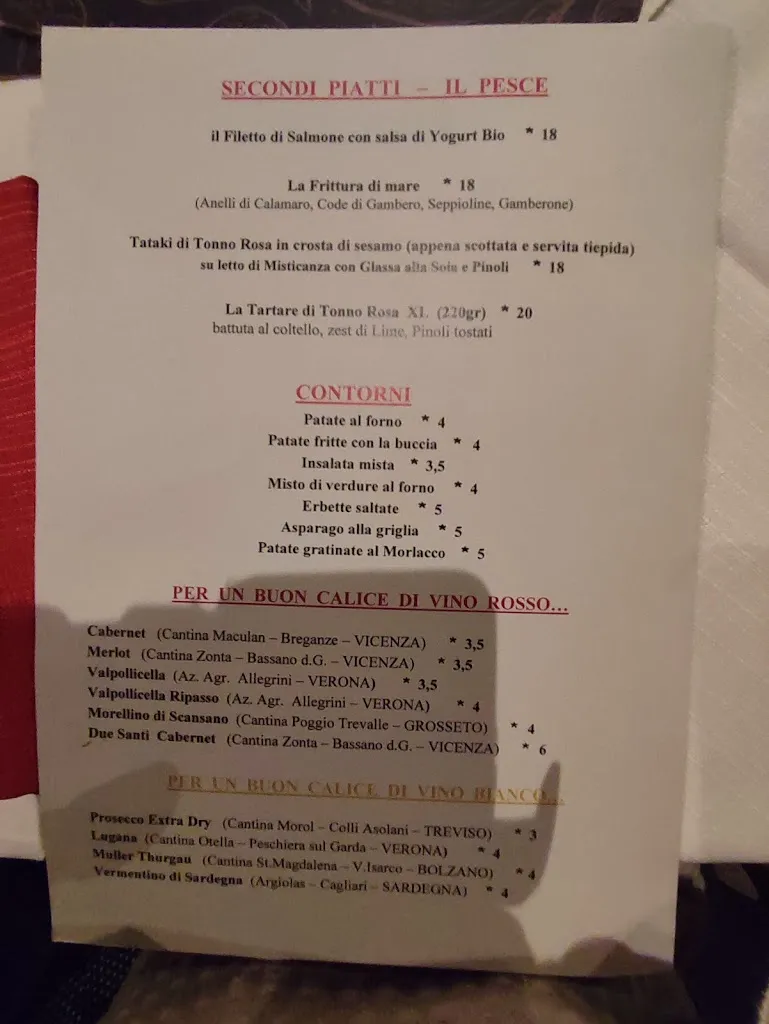 SECONDI PIATTI – IL PESCE
il Filetto di Salmone con salsa di Yogurt Bio * 18
La Frittura di mare * 18
(Anelli di Calamaro, Code di Gambero, Seppioline, Gamberone)
Tataki di Tonno Rosa in crosta di sesamo (appena scottata e servita tiepida)
su letto di Misticanza con Glassa alla Soia e Pinoli * 18
La Tartare di Tonno Rosa XL (220gr) * 20
battuta al coltello, zest di Lime, Pinoli tostati
CONTORNI
Patate al forno * 4
Patate fritte con la buccia * 4
Insalata mista * 3,5
Misto di verdure al forno * 4
Erbette saltate * 5
Asparago alla griglia * 5
Patate gratinate al Morlacco * 5
PER UN BUON CALICE DI VINO ROSSO...
Cabernet (Cantina Maculan – Breganze – VICENZA) * 3,5
Merlot (Cantina Zonta – Bassano d.G. – VICENZA) * 3,5
Valpollicella (Az. Agr. Allegrini – VERONA) * 3,5
Valpollicella Ripasso (Az. Agr. Allegrini – VERONA) * 4
Morellino di Scansano (Cantina Poggio Trevalle – GROSSETO) * 4
Due Santi Cabernet (Cantina Zonta – Bassano d.G. – VICENZA) * 6
PER UN BUON CALICE DI VINO BIANCO...
Prosecco Extra Dry (Cantina Morol – Colli Asolani – TREVISO) * 3
Lugana (Cantina Otella – Peschiera sul Garda – VERONA) * 4
Muller Thurgau (Cantina St.Magdalena – V.Isarco – BOLZANO) * 4
Vermentino di Sardegna (Argiolas – Cagliari – SARDEGNA) * 4